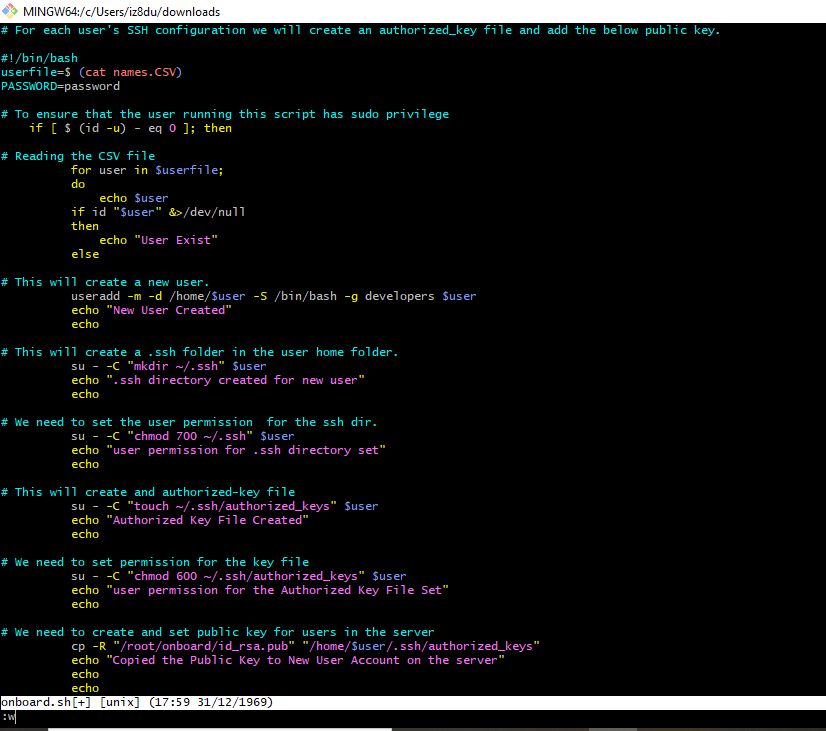 MINGW64:/c/Users/iz8du/downloads
# For each user's SSH configuration we will create an authorized_key file and add the below public key.
#!/bin/bash
userfile=$ (cat names.CSV)
PASSWORD=password
# To ensure that the user running this script has sudo privilege
if [ $ (id -u) - eq 0 ]; then
# Reading the CSV file
for user in $userfile;
do
echo $user
if id "$user" &>/dev/null
then
echo "User Exist"
else
# This will create a new user.
useradd -m -d /home/$user -S /bin/bash -g developers $user
echo "New User Created"
echo
# This will create a .ssh folder in the user home folder.
su - -C "mkdir ~/.ssh" $user
echo ".ssh directory created for new user"
echo
# We need to set the user permission  for the ssh dir.
su - -C "chmod 700 ~/.ssh" $user
echo "user permission for .ssh directory set"
echo
# This will create and authorized-key file
su - -C "touch ~/.ssh/authorized_keys" $user
echo "Authorized Key File Created"
echo
# We need to set permission for the key file
su - -C "chmod 600 ~/.ssh/authorized_keys" $user
echo "user permission for the Authorized Key File Set"
echo
# We need to create and set public key for users in the server
cp -R "/root/onboard/id_rsa.pub" "/home/$user/.ssh/authorized_keys"
echo "Copied the Public Key to New User Account on the server"
echo
echo
onboard.sh[+] [unix] (17:59 31/12/1969)
:w